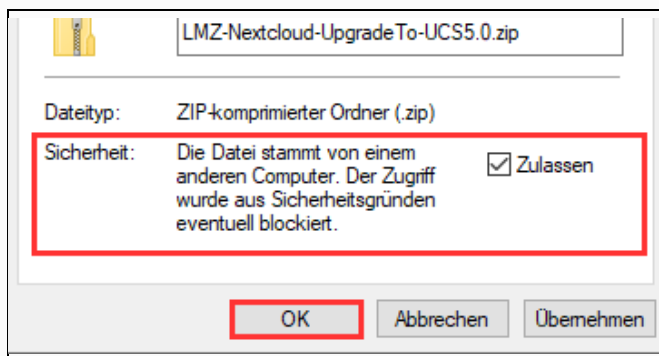 LMZ-Nextcloud-UpgradeTo-UCS5.0.zip
Dateityp: ZIP-komprimierter Ordner (.zip)
Sicherheit: Die Datei stammt von einem
anderen Computer. Der Zugriff
wurde aus Sicherheitsgründen
eventuell blockiert.
Zulassen
OK Abbrechen Übernehmen